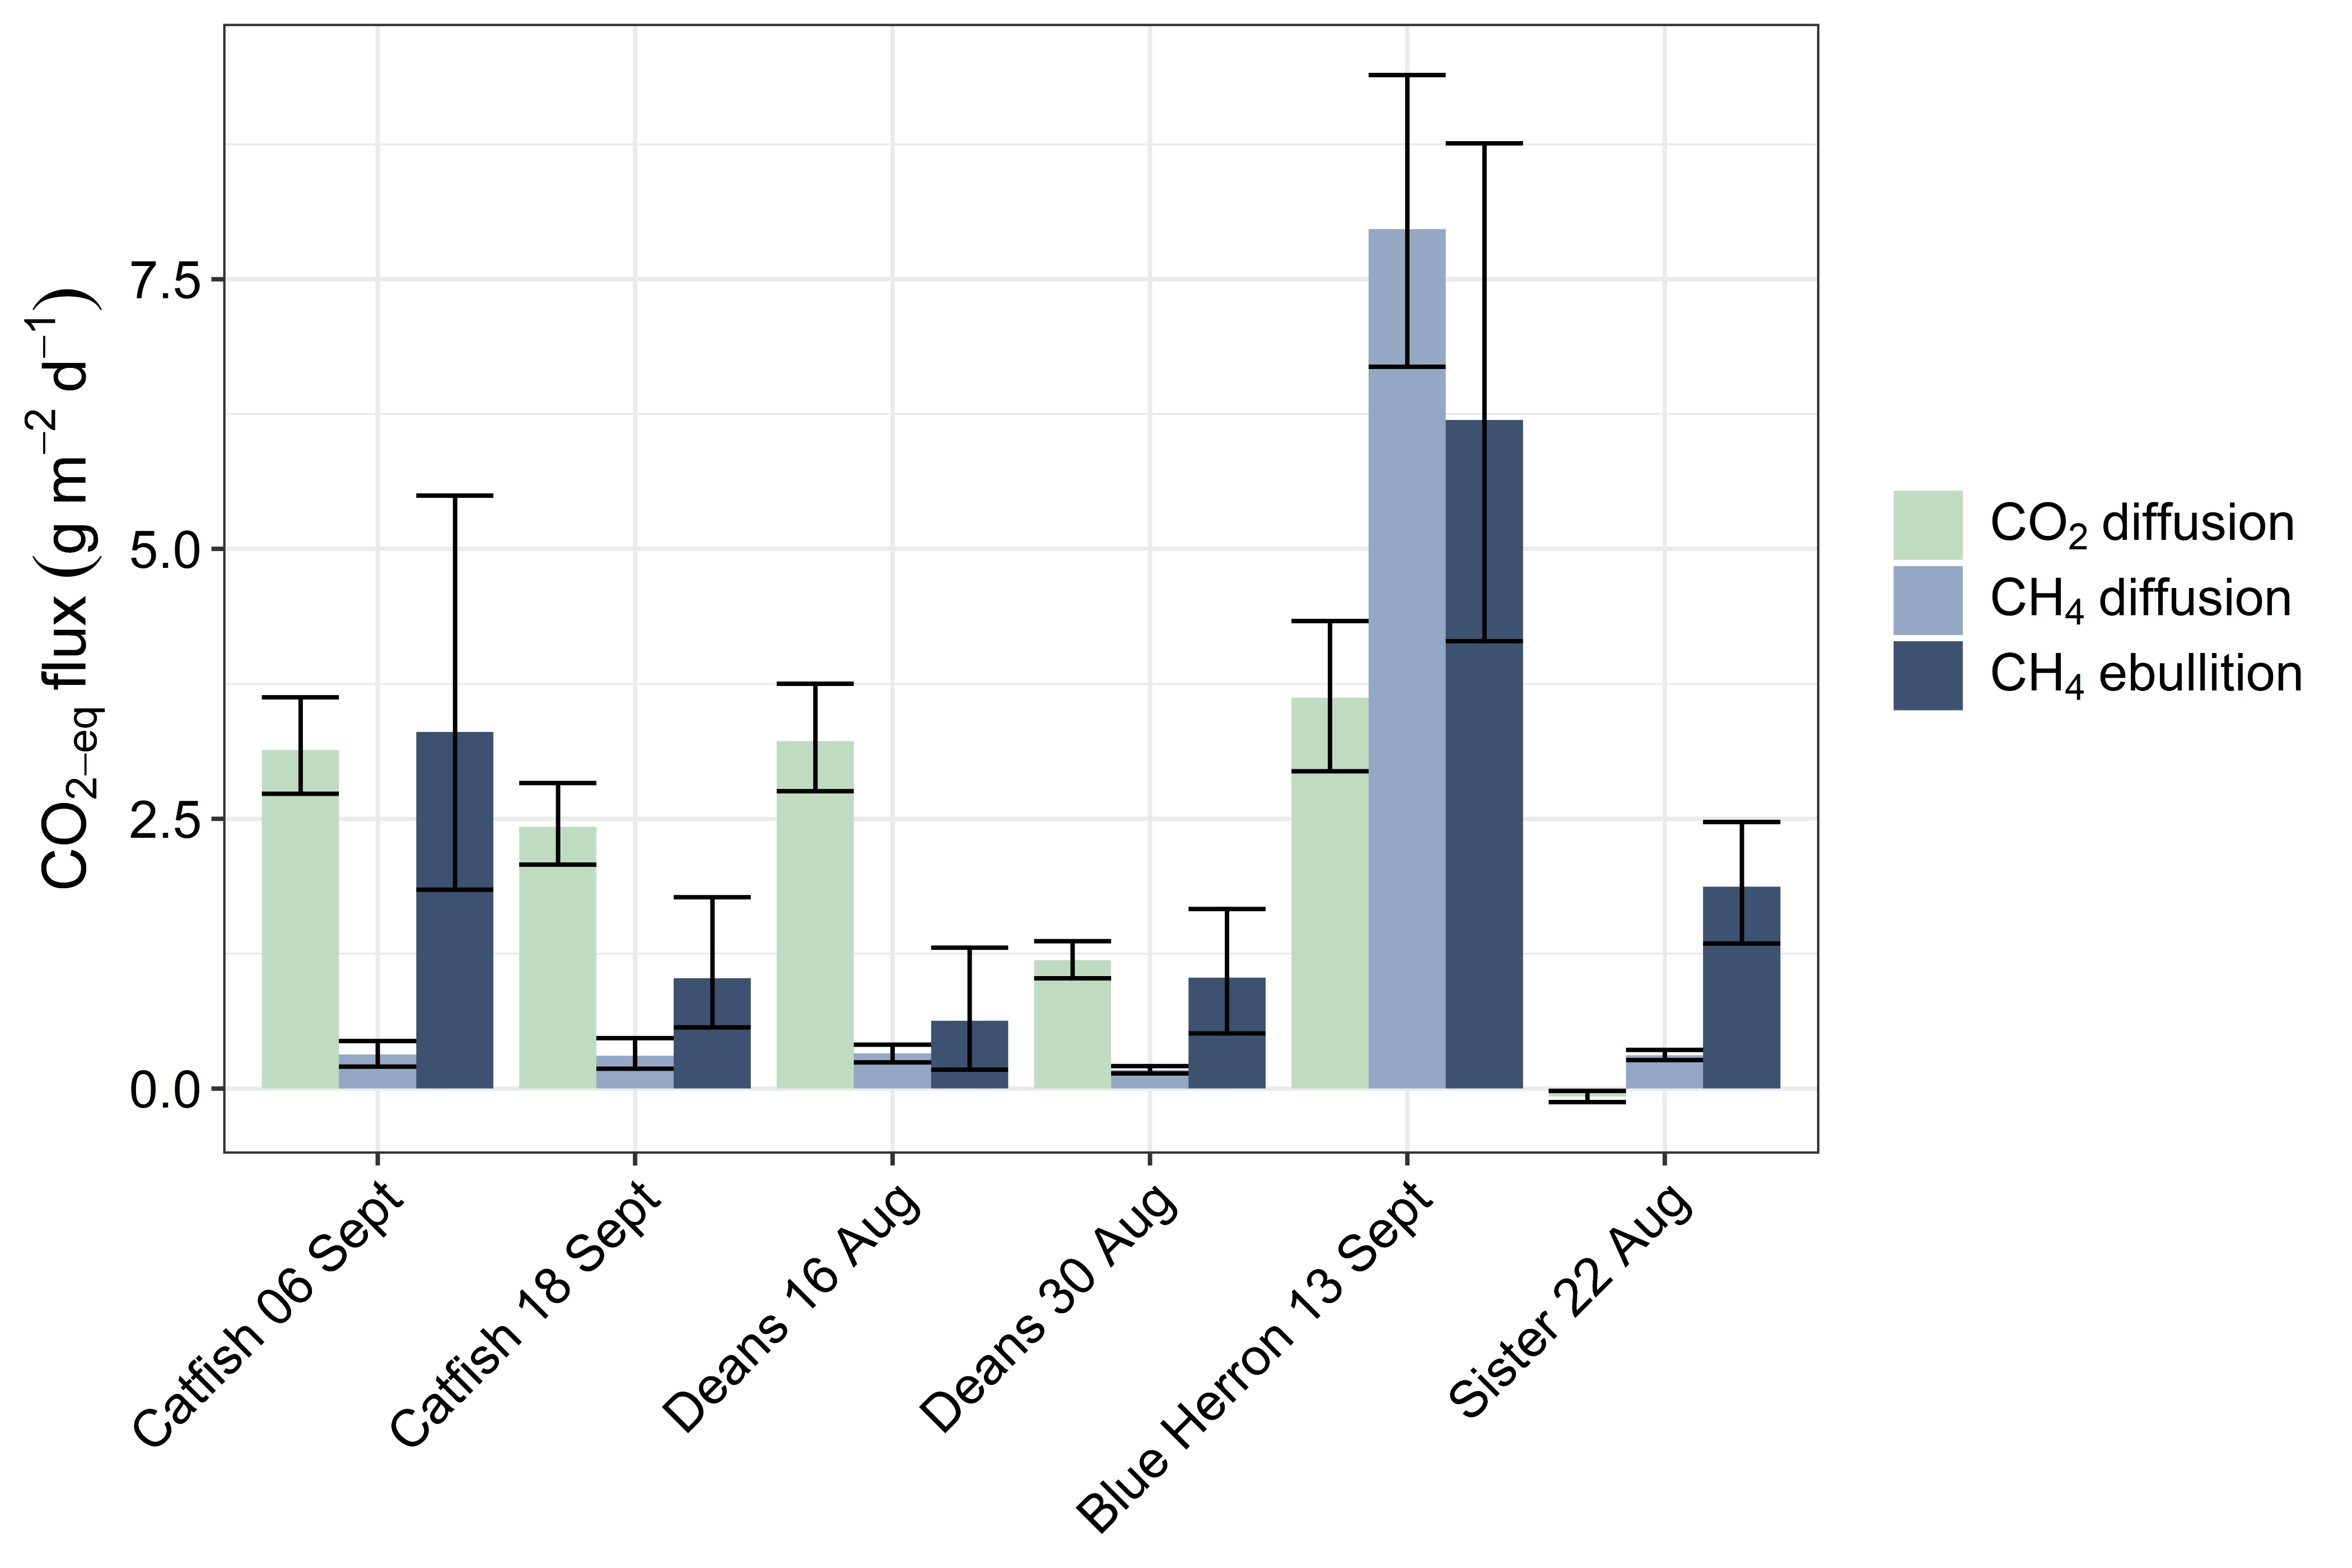 CO₂₋eq flux (g m⁻² d⁻¹)
7.5
5.0
2.5
0.0
Catfish 06 Sept
Catfish 18 Sept
Deans 16 Aug
Deans 30 Aug
Blue Herron 13 Sept
Sister 22 Aug
CO₂ diffusion
CH₄ diffusion
CH₄ ebullition